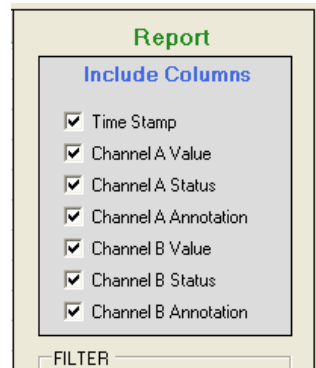 Report
Include Columns
Time Stamp
Channel A Value
Channel A Status
Channel A Annotation
Channel B Value
Channel B Status
Channel B Annotation
FILTER